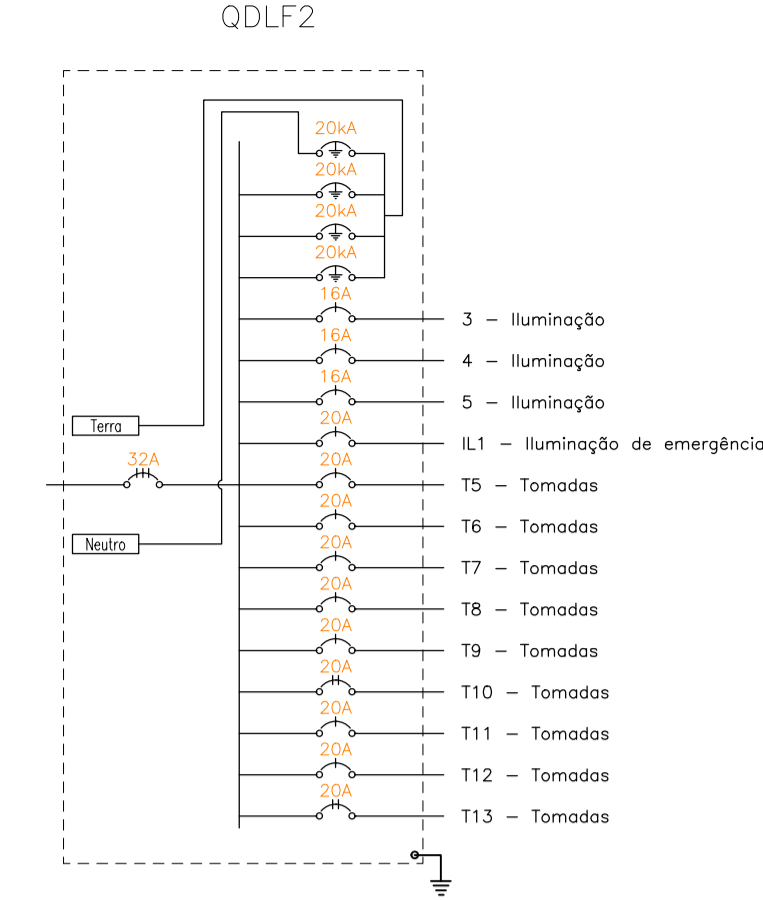 QDLF2
20kA
20kA
20kA
20kA
16A
3 – Iluminação
16A
4 – Iluminação
16A
5 – Iluminação
Terra
20A
IL1 – Iluminação de emergência
32A
20A
T5 – Tomadas
20A
T6 – Tomadas
Neutro
20A
T7 – Tomadas
20A
T8 – Tomadas
20A
T9 – Tomadas
20A
T10 – Tomadas
20A
T11 – Tomadas
20A
T12 – Tomadas
20A
T13 – Tomadas